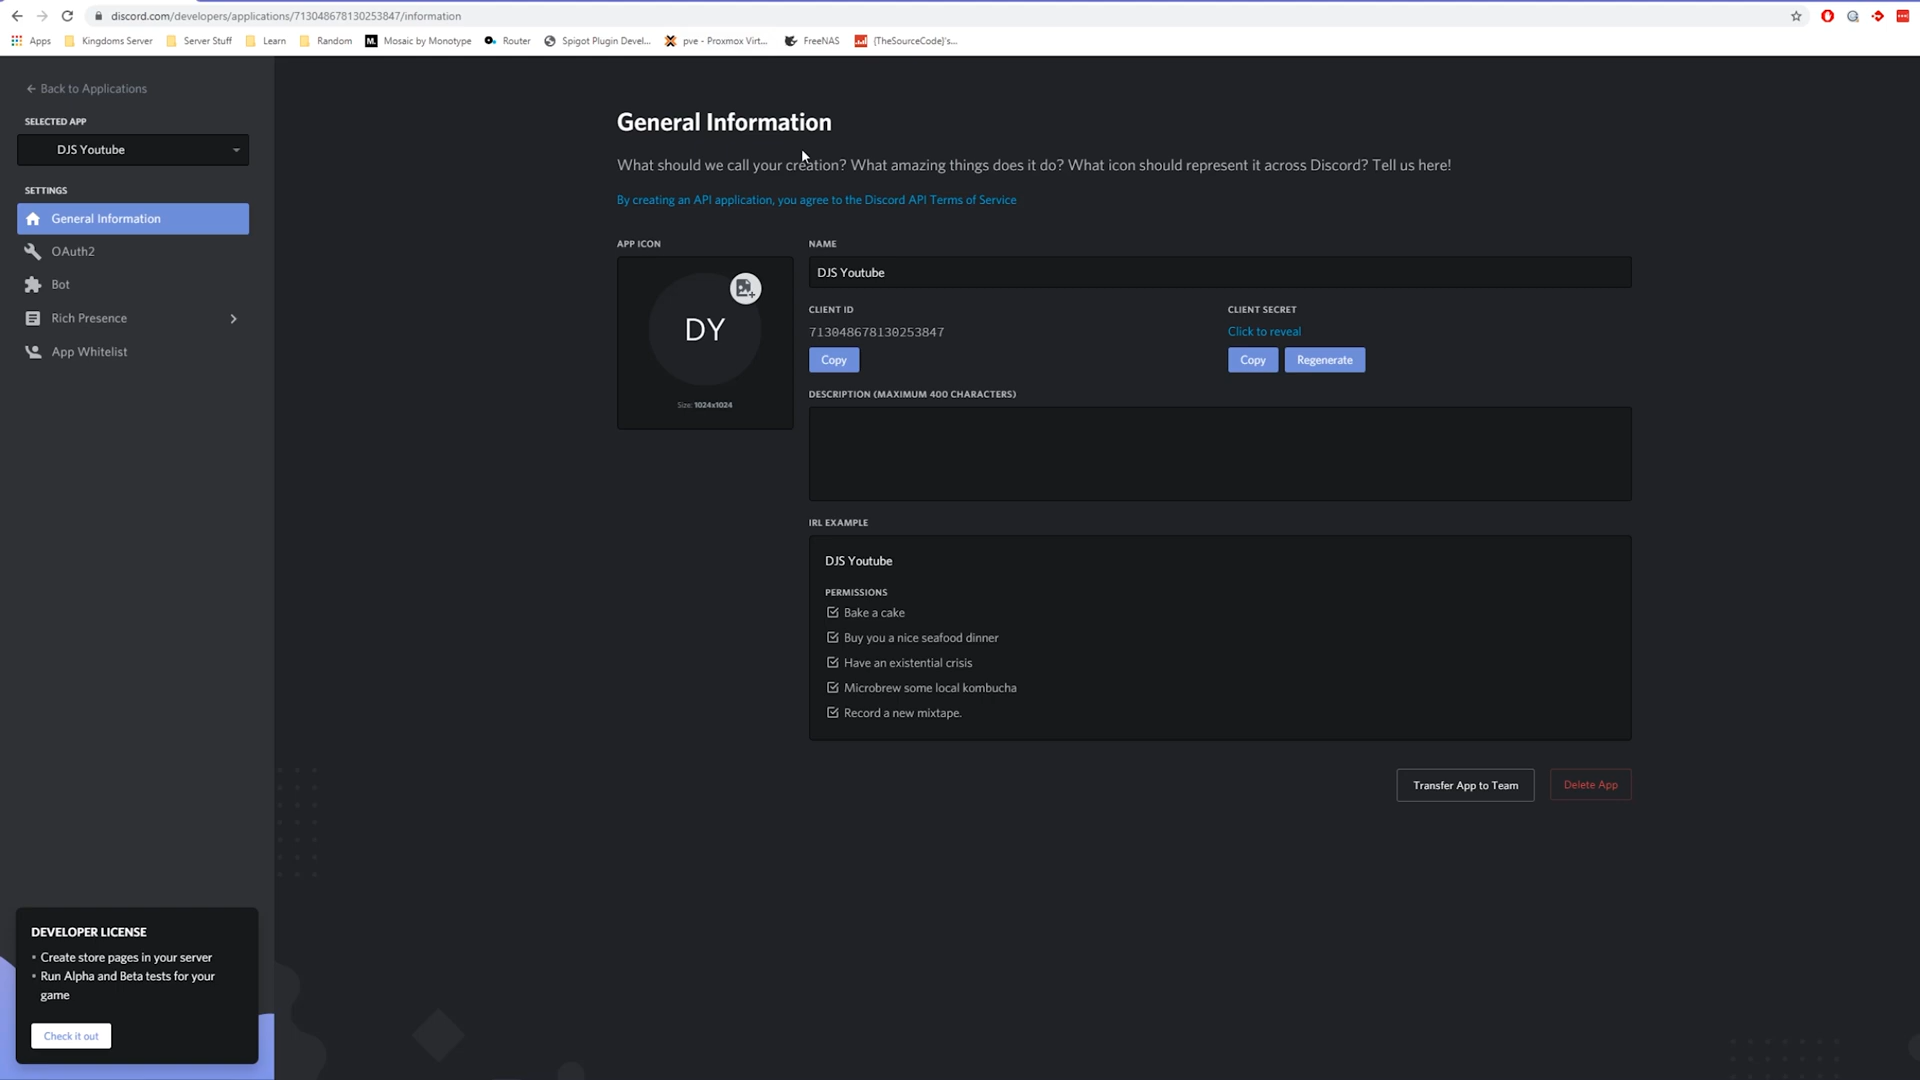 discord.com/developers/applications/713048678130253847/information
Apps Kingdoms Server Server Stuff Learn Random M. Mosaic by Monotype Router Spigot Plugin Devel... pve - Proxmox Virt... FreeNAS {TheSourceCode}'s...
Back to Applications
SELECTED APP
DJS Youtube
SETTINGS
General Information
OAuth2
Bot
Rich Presence
App Whitelist
General Information
What should we call your creation? What amazing things does it do? What icon should represent it across Discord? Tell us here!
By creating an API application, you agree to the Discord API Terms of Service
APP ICON
DY
Size: 1024x1024
NAME
DJS Youtube
CLIENT ID
713048678130253847
Copy
CLIENT SECRET
Click to reveal
Copy Regenerate
DESCRIPTION (MAXIMUM 400 CHARACTERS)
IRL EXAMPLE
DJS Youtube
PERMISSIONS
Bake a cake
Buy you a nice seafood dinner
Have an existential crisis
Microbrew some local kombucha
Record a new mixtape.
Transfer App to Team Delete App
DEVELOPER LICENSE
• Create store pages in your server
• Run Alpha and Beta tests for your
game
Check it out